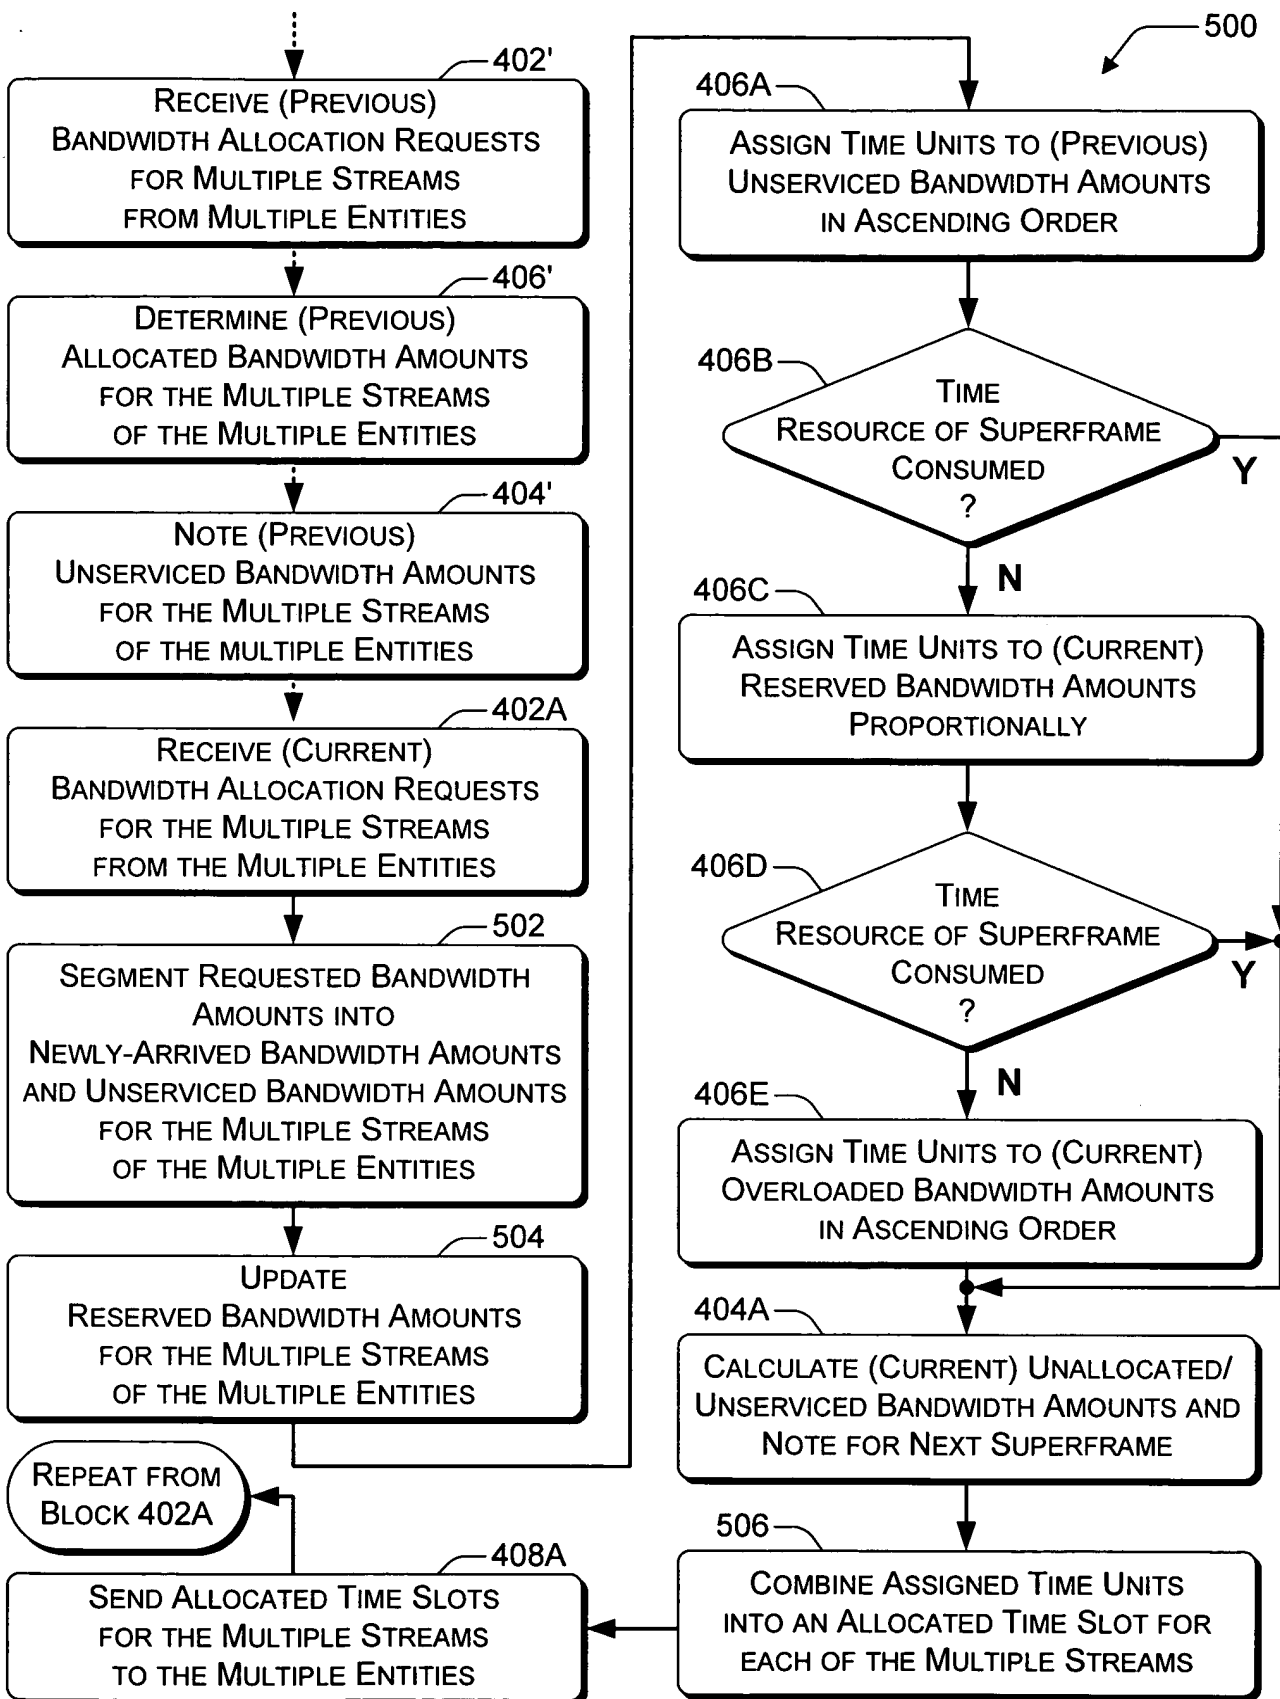 500
402'
RECEIVE (PREVIOUS)
BANDWIDTH ALLOCATION REQUESTS
FOR MULTIPLE STREAMS
FROM MULTIPLE ENTITIES
406'
DETERMINE (PREVIOUS)
ALLOCATED BANDWIDTH AMOUNTS
FOR THE MULTIPLE STREAMS
OF THE MULTIPLE ENTITIES
404'
NOTE (PREVIOUS)
UNSERVICED BANDWIDTH AMOUNTS
FOR THE MULTIPLE STREAMS
OF THE MULTIPLE ENTITIES
402A
RECEIVE (CURRENT)
BANDWIDTH ALLOCATION REQUESTS
FOR THE MULTIPLE STREAMS
FROM THE MULTIPLE ENTITIES
502
SEGMENT REQUESTED BANDWIDTH
AMOUNTS INTO
NEWLY-ARRIVED BANDWIDTH AMOUNTS
AND UNSERVICED BANDWIDTH AMOUNTS
FOR THE MULTIPLE STREAMS
OF THE MULTIPLE ENTITIES
504
UPDATE
RESERVED BANDWIDTH AMOUNTS
FOR THE MULTIPLE STREAMS
OF THE MULTIPLE ENTITIES
406A
ASSIGN TIME UNITS TO (PREVIOUS)
UNSERVICED BANDWIDTH AMOUNTS
IN ASCENDING ORDER
406B
TIME
RESOURCE OF SUPERFRAME
CONSUMED
?
Y
N
406C
ASSIGN TIME UNITS TO (CURRENT)
RESERVED BANDWIDTH AMOUNTS
PROPORTIONALLY
406D
TIME
RESOURCE OF SUPERFRAME
CONSUMED
?
Y
N
406E
ASSIGN TIME UNITS TO (CURRENT)
OVERLOADED BANDWIDTH AMOUNTS
IN ASCENDING ORDER
404A
CALCULATE (CURRENT) UNALLOCATED/
UNSERVICED BANDWIDTH AMOUNTS AND
NOTE FOR NEXT SUPERFRAME
506
COMBINE ASSIGNED TIME UNITS
INTO AN ALLOCATED TIME SLOT FOR
EACH OF THE MULTIPLE STREAMS
408A
SEND ALLOCATED TIME SLOTS
FOR THE MULTIPLE STREAMS
TO THE MULTIPLE ENTITIES
REPEAT FROM
BLOCK 402A